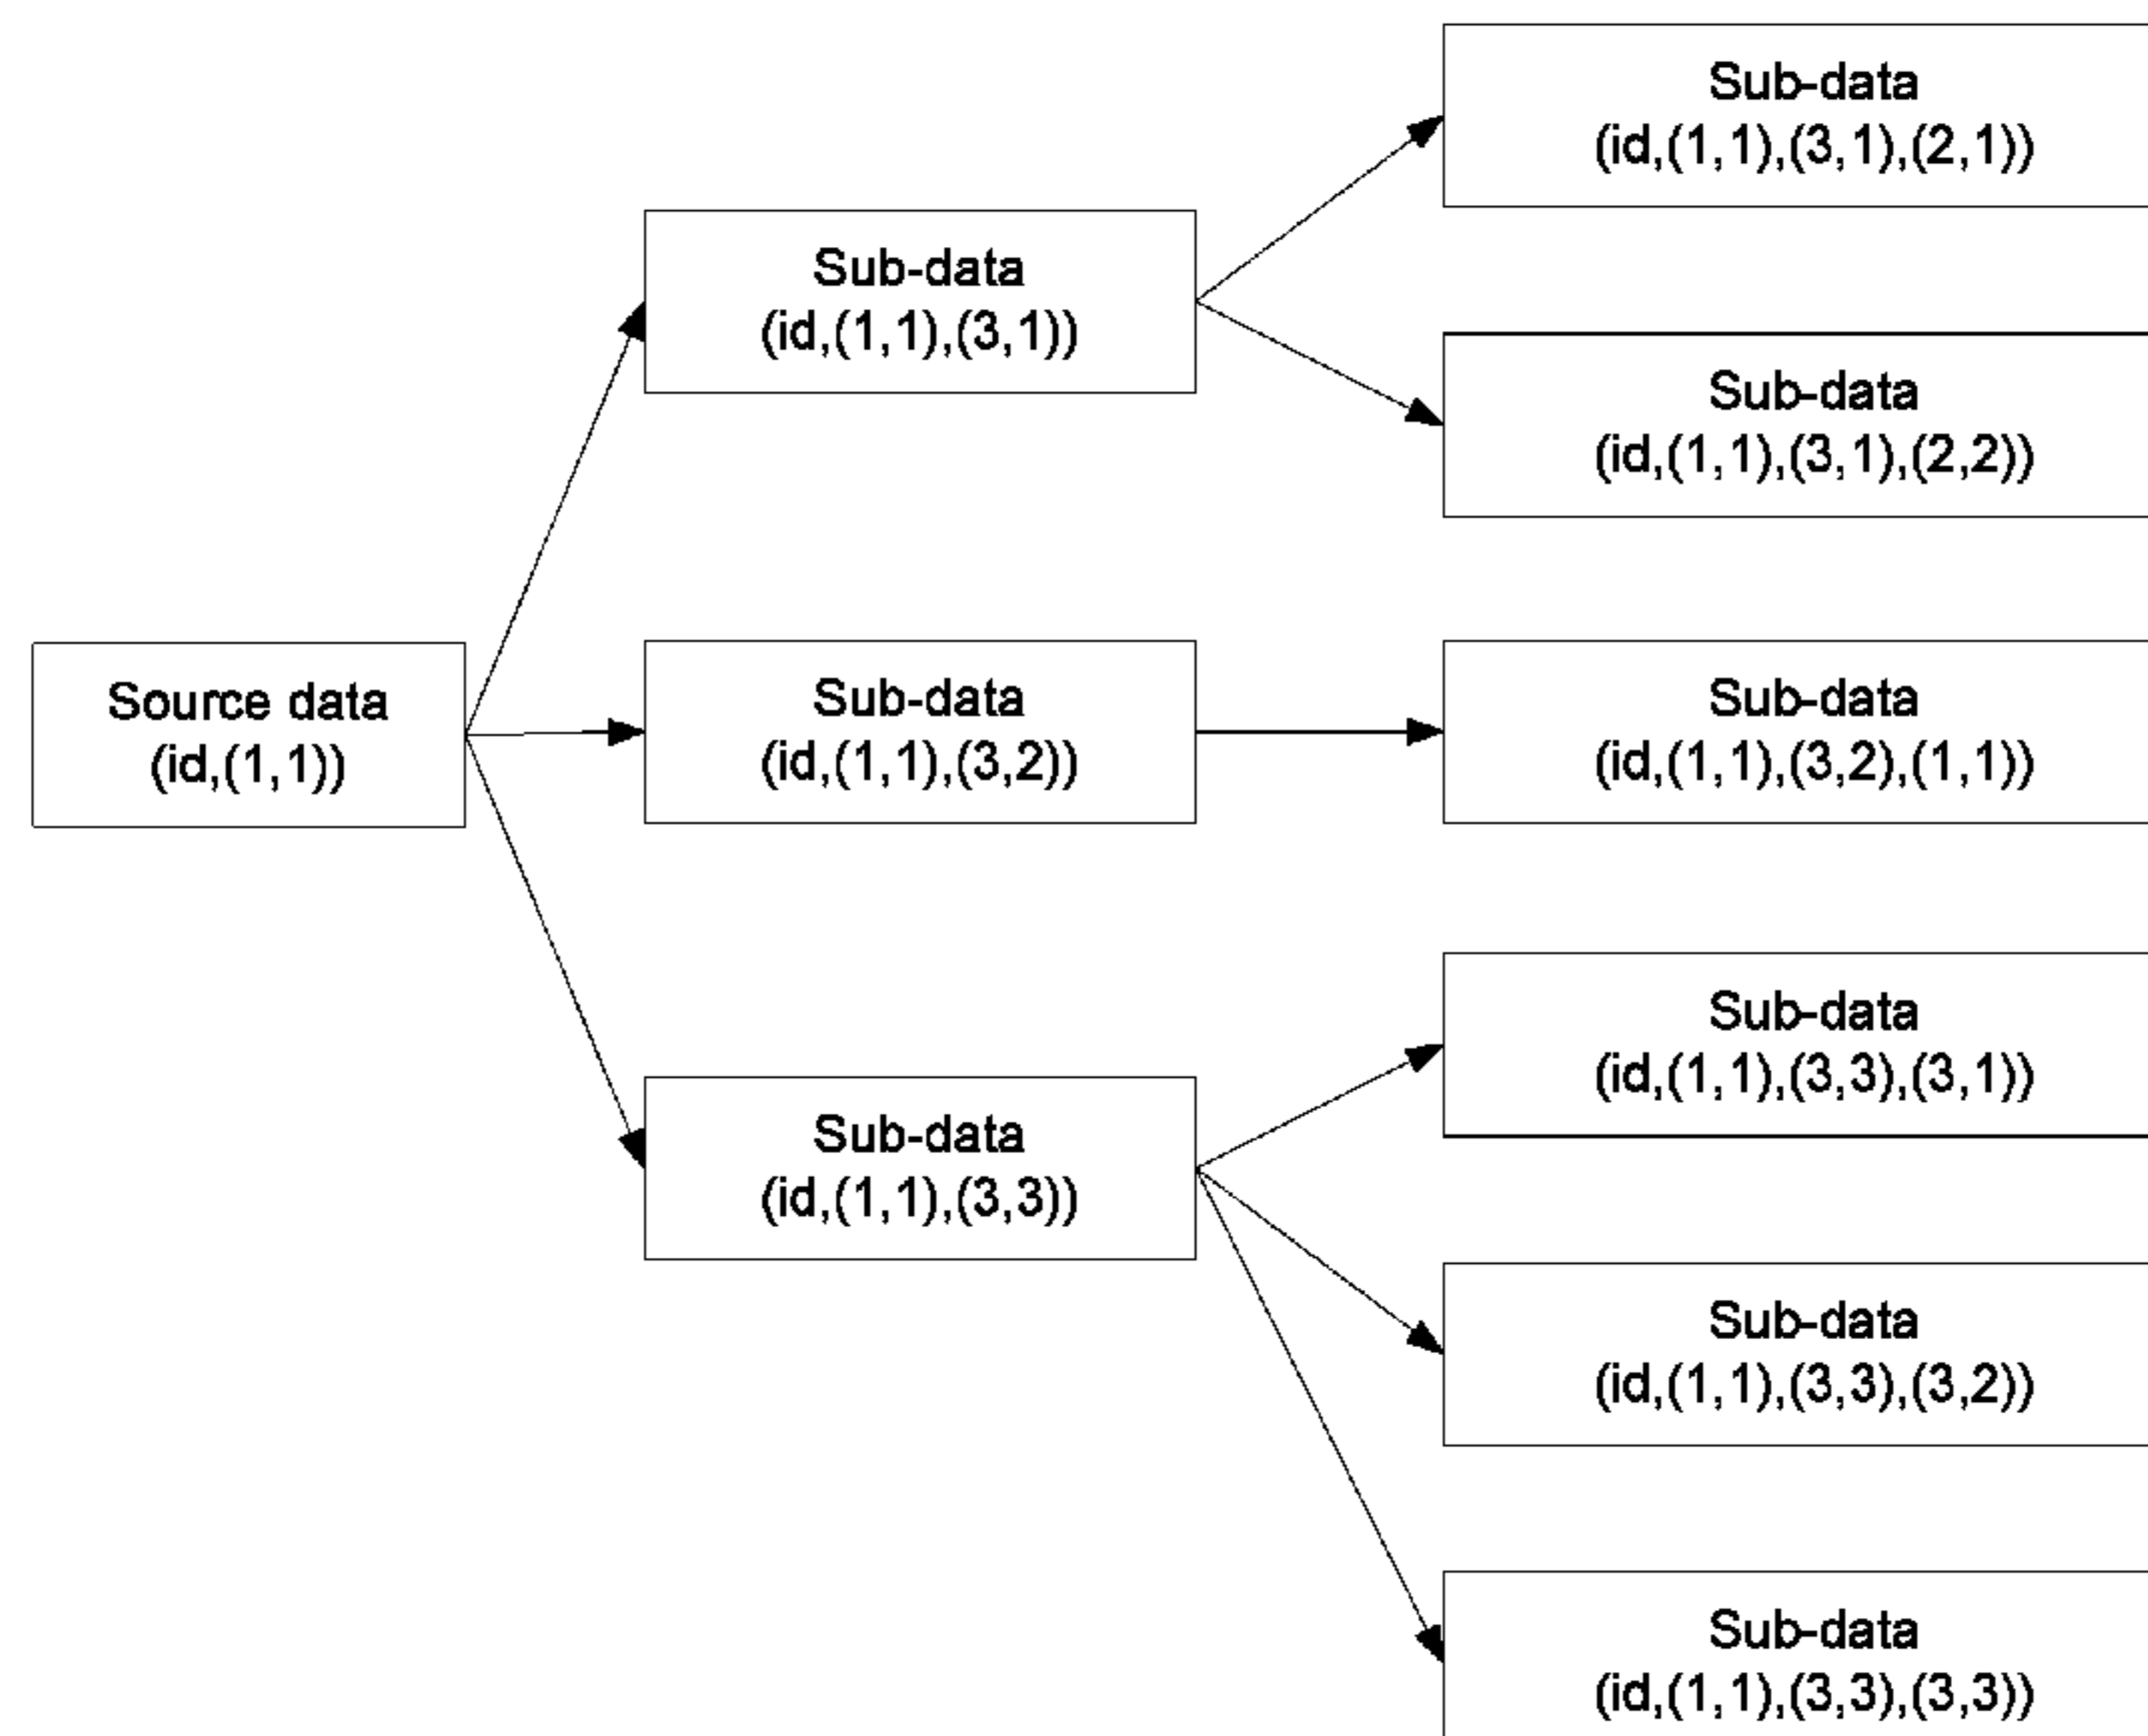 Sub-data
(id,(1,1),(3,1),(2,1))
Sub-data
(id,(1,1),(3,1))
Sub-data
(id,(1,1),(3,1),(2,2))
Source data
(id,(1,1))
Sub-data
(id,(1,1),(3,2))
Sub-data
(id,(1,1),(3,2),(1,1))
Sub-data
(id,(1,1),(3,3),(3,1))
Sub-data
(id,(1,1),(3,3))
Sub-data
(id,(1,1),(3,3),(3,2))
Sub-data
(id,(1,1),(3,3),(3,3))